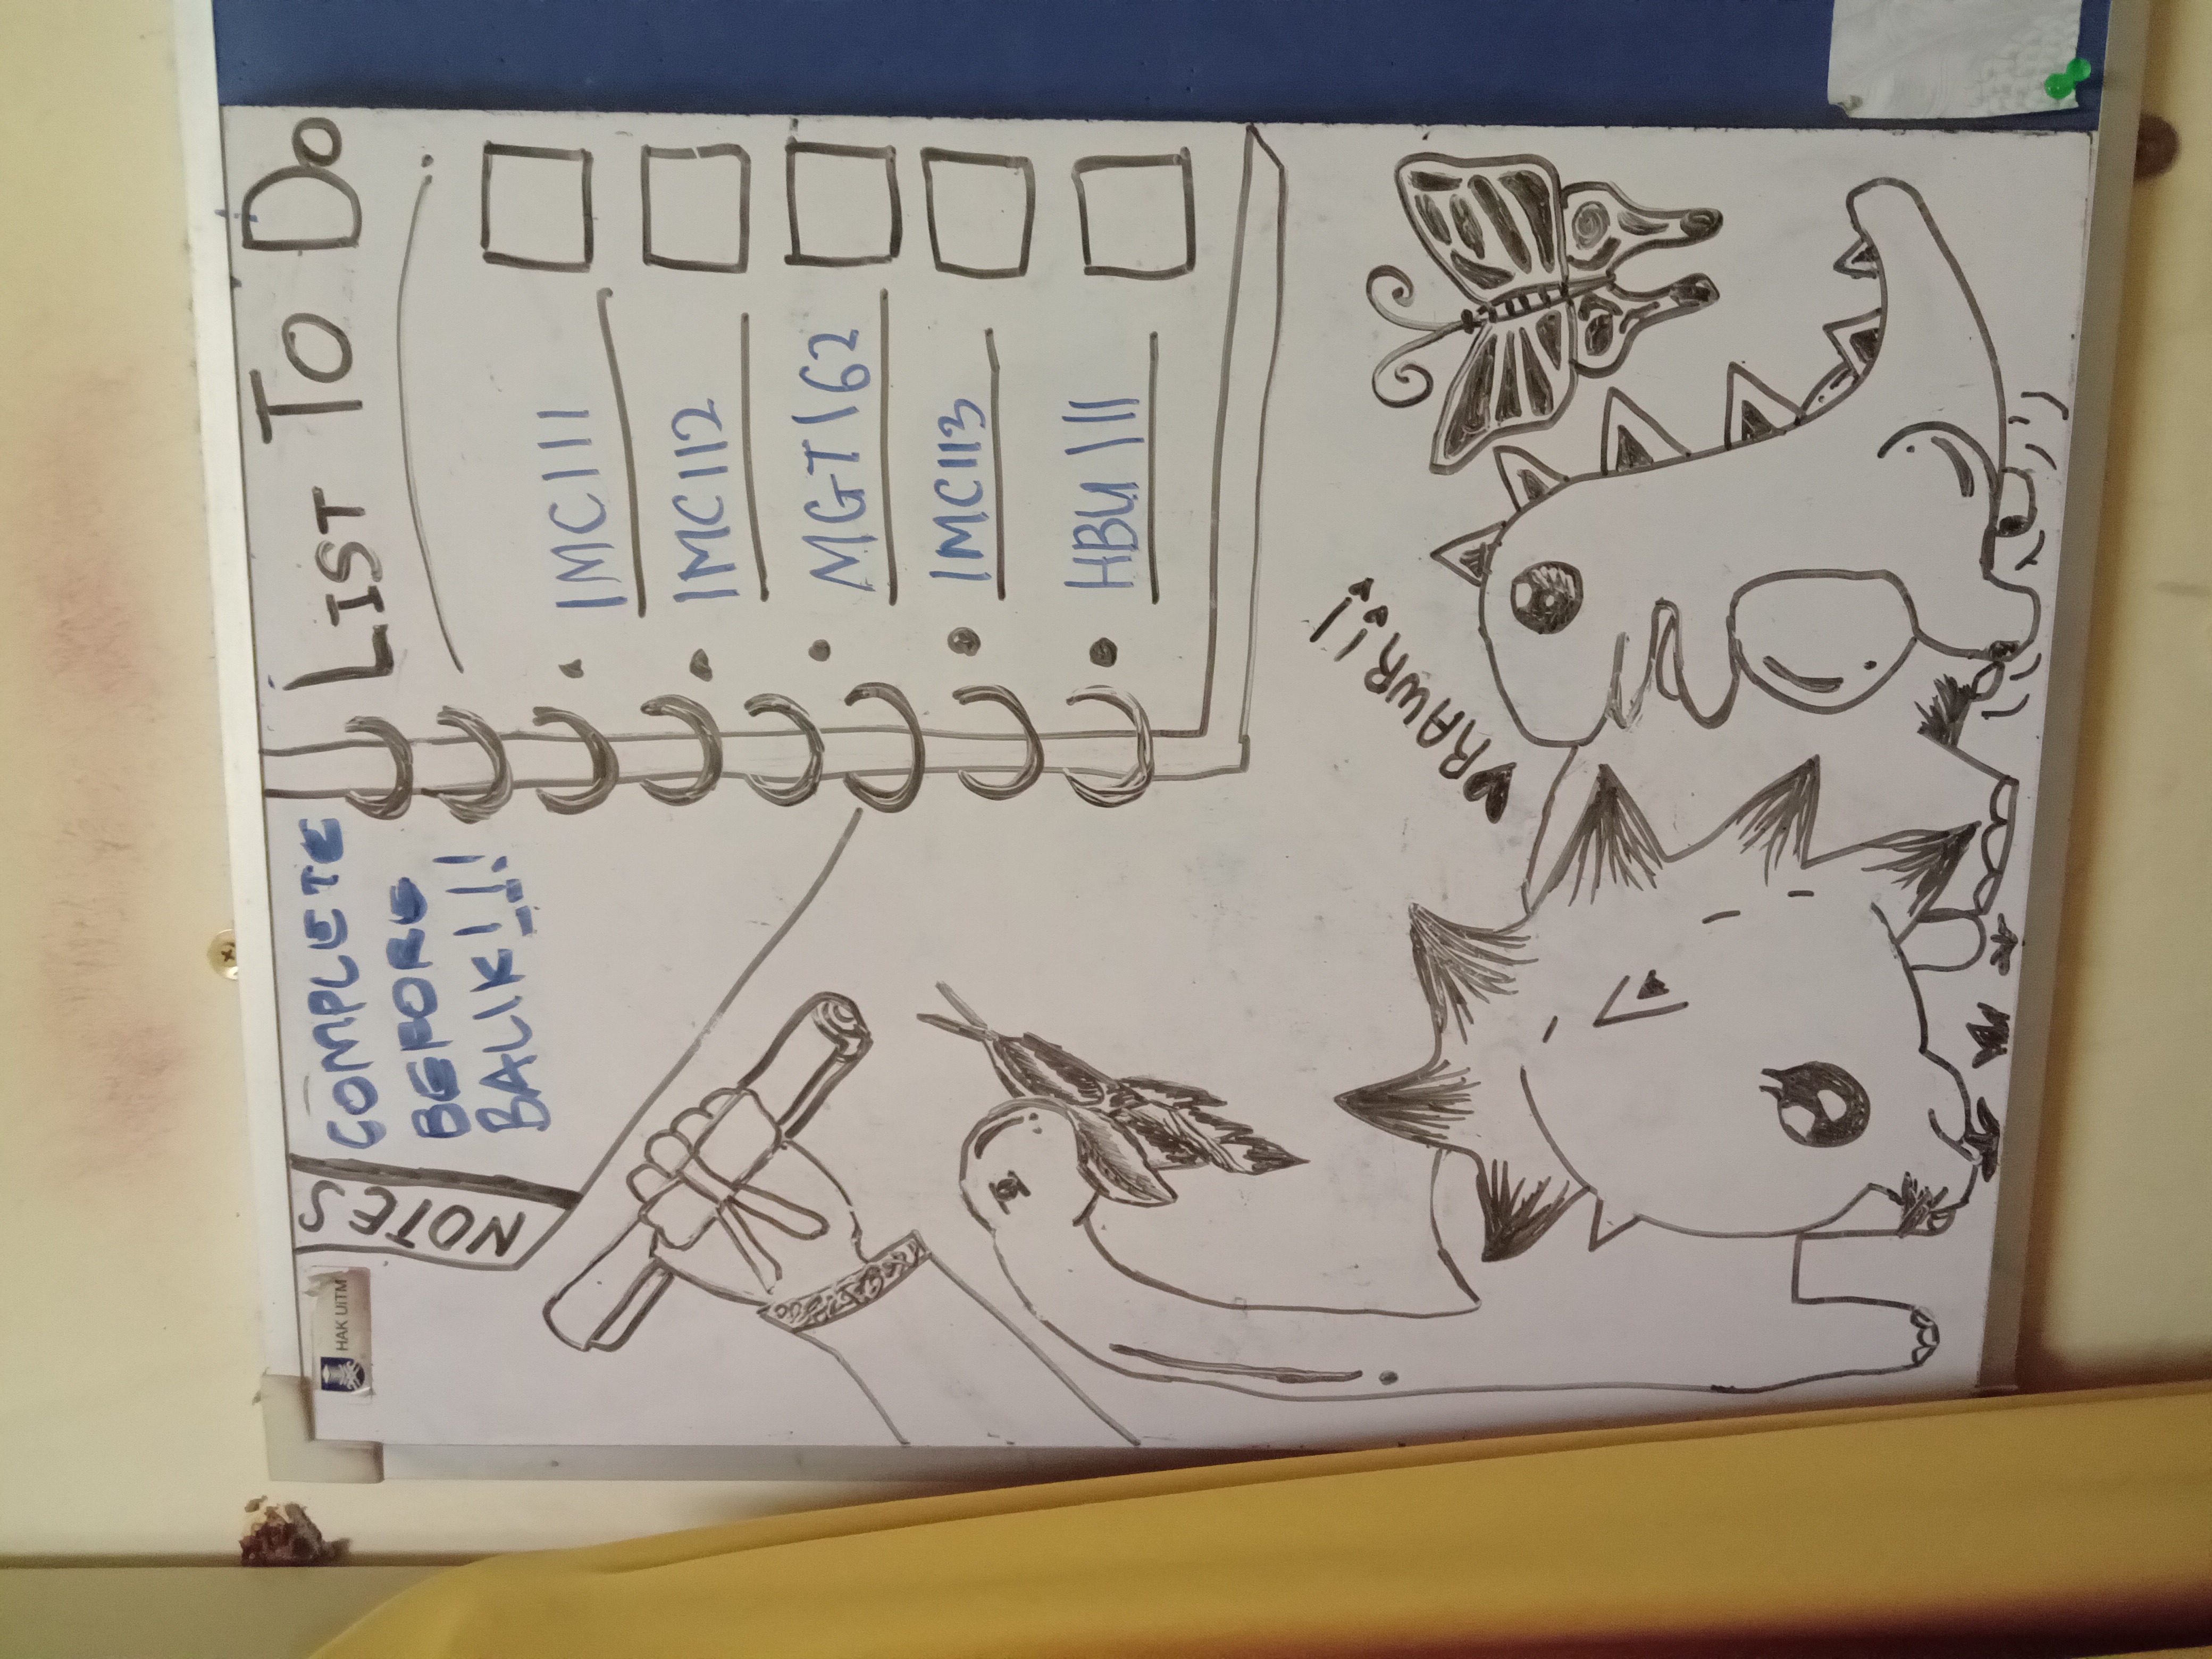 HAK UiTM
NOTES
COMPLETE
BEFORE
BALIK!!!
LIST TO DO
IMC111
IMC112
MGT162
IMC113
HBU111
RAWR!!